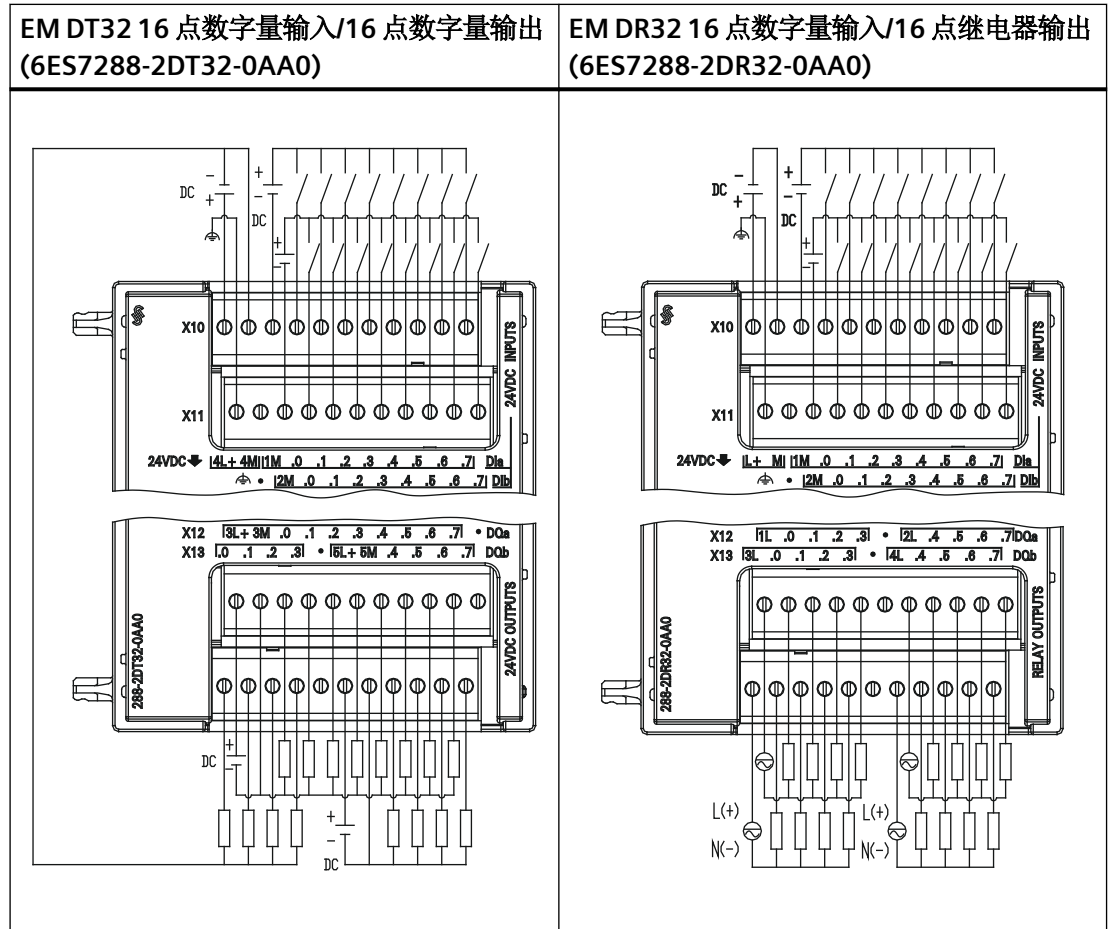 EM DT32 16 点数字量输入/16 点数字量输出
(6ES7288-2DT32-0AA0)
EM DR32 16 点数字量输入/16 点继电器输出
(6ES7288-2DR32-0AA0)
DC
-
+
+
-
DC
+
-
X10
X11
24VDC INPUTS
24VDC 4L+ 4M 1M .0 .1 .2 .3 .4 .5 .6 .7 DIa
• 2M .0 .1 .2 .3 .4 .5 .6 .7 DIb
X12 3L+ 3M .0 .1 .2 .3 .4 .5 .6 .7 • DQa
X13 .0 .1 .2 .3 • 5L+ 5M .4 .5 .6 .7 DQb
288-2DT32-0AA0
24VDC OUTPUTS
DC
+
-
+
-
DC
DC
-
+
+
-
DC
+
-
X10
X11
24VDC INPUTS
24VDC L+ M 1M .0 .1 .2 .3 .4 .5 .6 .7 DIa
• 2M .0 .1 .2 .3 .4 .5 .6 .7 DIb
X12 1L .0 .1 .2 .3 • 2L .4 .5 .6 .7 DQa
X13 3L .0 .1 .2 .3 • 4L .4 .5 .6 .7 DQb
288-2DR32-0AA0
RELAY OUTPUTS
L(+)
N(-)
L(+)
N(-)